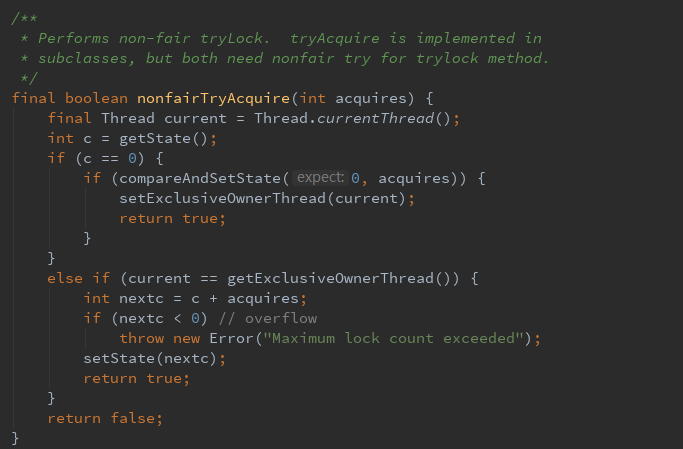 /**
 * Performs non-fair tryLock.  tryAcquire is implemented in
 * subclasses, but both need nonfair try for trylock method.
 */
final boolean nonfairTryAcquire(int acquires) {
    final Thread current = Thread.currentThread();
    int c = getState();
    if (c == 0) {
        if (compareAndSetState( expect: 0, acquires)) {
            setExclusiveOwnerThread(current);
            return true;
        }
    }
    else if (current == getExclusiveOwnerThread()) {
        int nextc = c + acquires;
        if (nextc < 0) // overflow
            throw new Error("Maximum lock count exceeded");
        setState(nextc);
        return true;
    }
    return false;
}